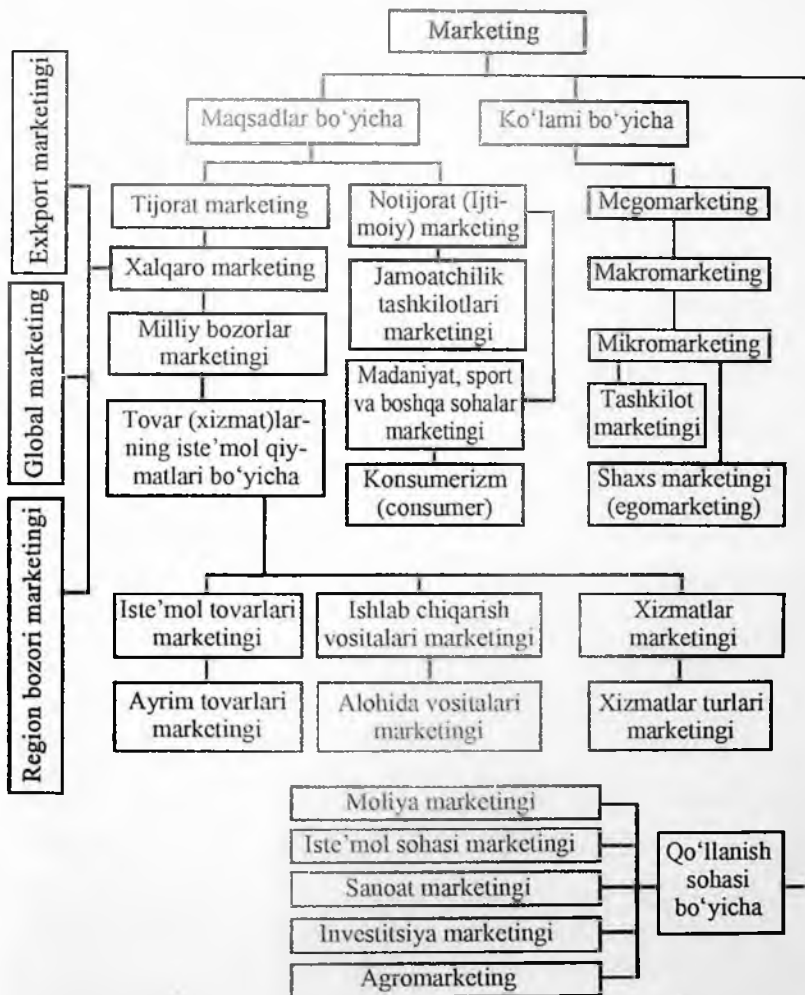 Marketing
Maqsadlar bo‘yicha
Ko‘lami bo‘yicha
Exkport marketingi
Global marketing
Region bozori marketingi
Tijorat marketing
Xalqaro marketing
Milliy bozorlar
marketingi
Tovar (xizmat)lar-
ning iste’mol qiy-
matlari bo‘yicha
Notijorat (Ijti-
moiy) marketing
Jamoatchilik
tashkilotlari
marketingi
Madaniyat, sport
va boshqa sohalar
marketingi
Konsumerizm
(consumer)
Megomarketing
Makromarketing
Mikromarketing
Tashkilot
marketingi
Shaxs marketingi
(egomarketing)
Iste’mol tovarlari
marketingi
Ishlab chiqarish
vositalari marketingi
Xizmatlar
marketingi
Ayrim tovarlari
marketingi
Alohida vositalari
marketingi
Xizmatlar turlari
marketingi
Moliya marketingi
Iste’mol sohasi marketingi
Sanoat marketingi
Investitsiya marketingi
Agromarketing
Qo‘llanish
sohasi
bo‘yicha